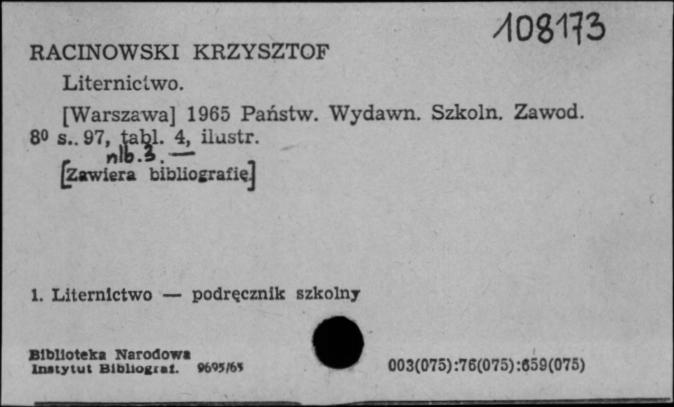 108173
RACINOWSKI KRZYSZTOF
Liternictwo.
[Warszawa] 1965 Państw. Wydawn. Szkoln. Zawod.
8⁰ s. 97, tabl. 4, ilustr.
nlb. 3. —
[Zawiera bibliografię.]
1. Liternictwo — podręcznik szkolny
Biblioteka Narodowa
Instytut Bibliograf. 9695/65
003(075):76(075):659(075)